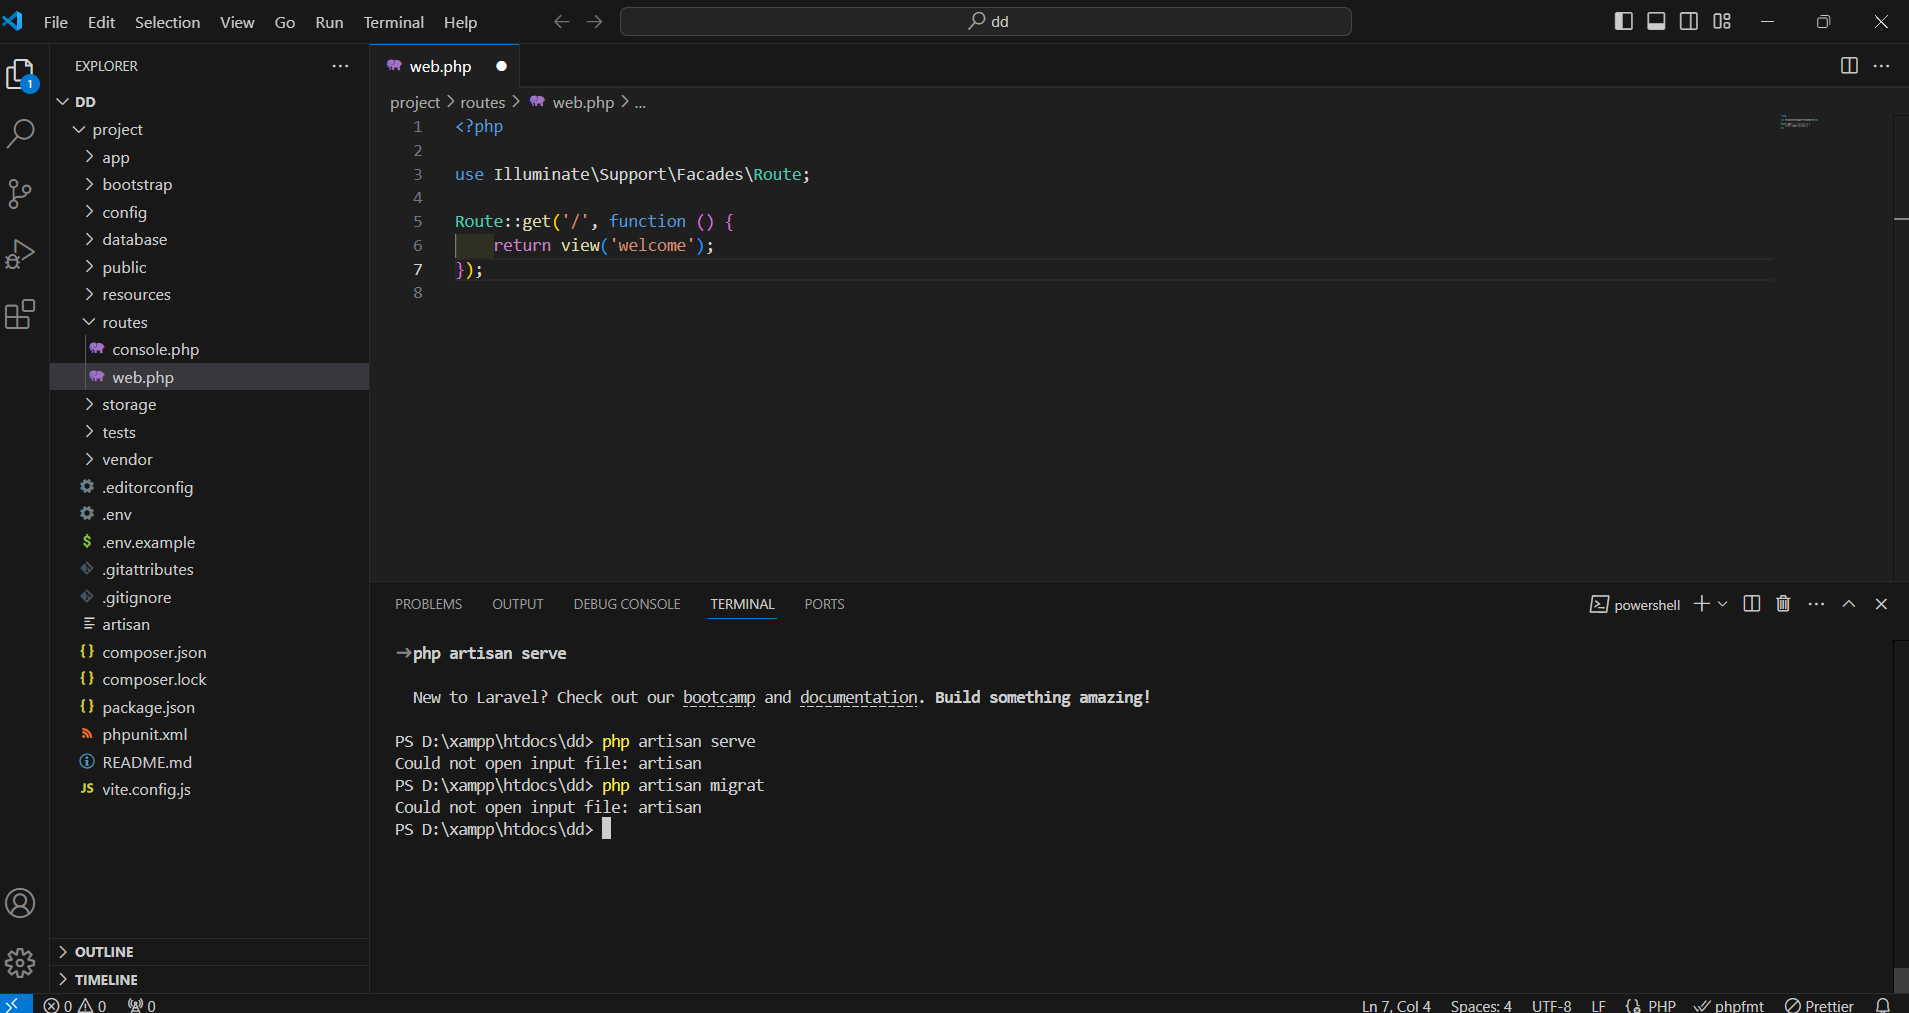 File Edit Selection View Go Run Terminal Help
dd
EXPLORER
1
DD
project
app
bootstrap
config
database
public
resources
routes
console.php
web.php
storage
tests
vendor
.editorconfig
.env
.env.example
.gitattributes
.gitignore
artisan
composer.json
composer.lock
package.json
phpunit.xml
README.md
vite.config.js
OUTLINE
TIMELINE
web.php
project > routes > web.php > ...
1 <?php
2
3 use Illuminate\Support\Facades\Route;
4
5 Route::get('/', function () {
6 return view('welcome');
7 });
8
PROBLEMS OUTPUT DEBUG CONSOLE TERMINAL PORTS
powershell
→php artisan serve
New to Laravel? Check out our bootcamp and documentation. Build something amazing!
PS D:\xampp\htdocs\dd> php artisan serve
Could not open input file: artisan
PS D:\xampp\htdocs\dd> php artisan migrat
Could not open input file: artisan
PS D:\xampp\htdocs\dd>
0 0 0 Ln 7, Col 4 Spaces: 4 UTF-8 LF PHP phpfmt Prettier